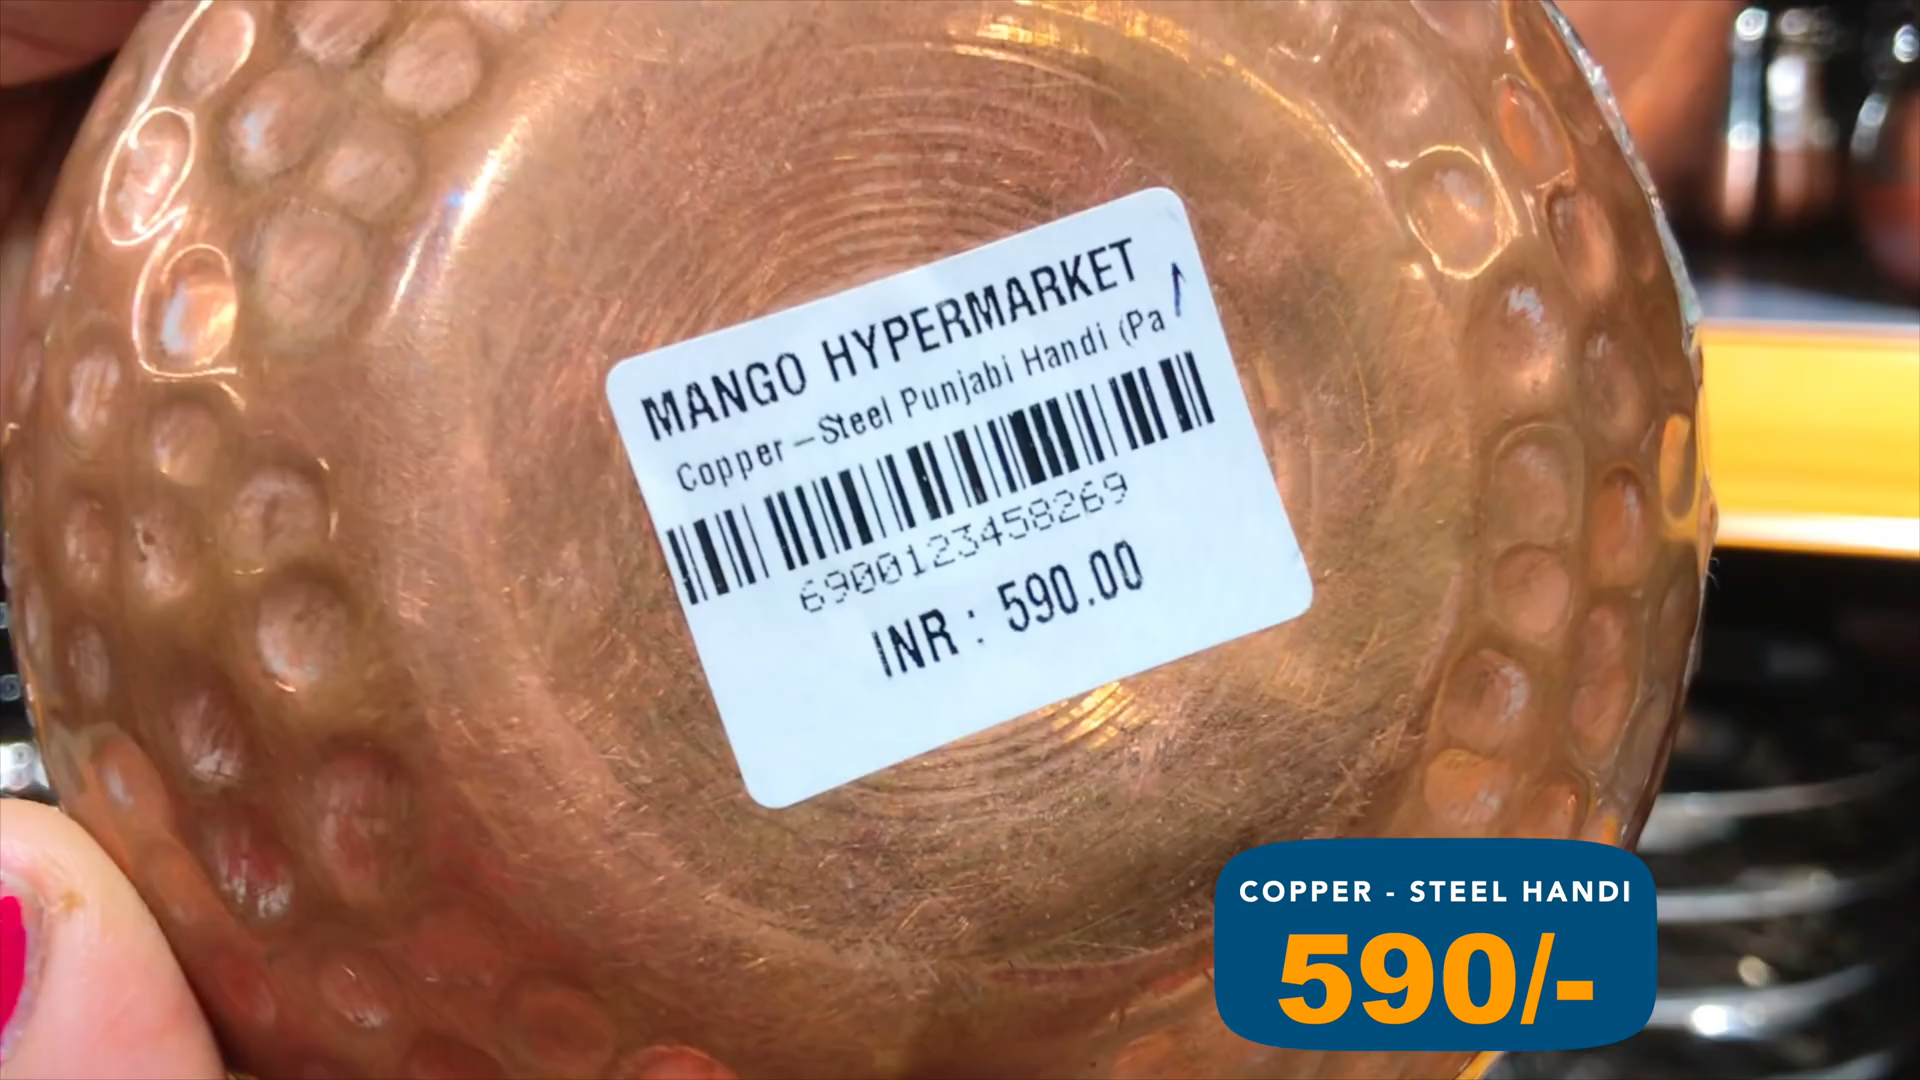 MANGO HYPERMARKET
Copper-Steel Punjabi Handi (Pa
6900123458269
INR : 590.00
COPPER - STEEL HANDI
590/-